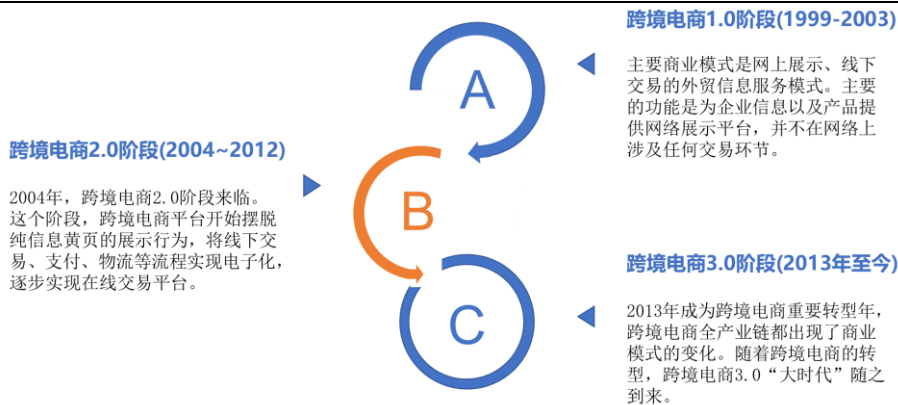 跨境电商1.0阶段(1999-2003)
主要商业模式是网上展示、线下
交易的外贸信息服务模式。主要
的功能是为企业信息以及产品提
供网络展示平台，并不在网络上
涉及任何交易环节。
A
跨境电商2.0阶段(2004~2012)
2004年，跨境电商2.0阶段来临。
这个阶段，跨境电商平台开始摆脱
纯信息黄页的展示行为，将线下交
易、支付、物流等流程实现电子化，
逐步实现在线交易平台。
B
跨境电商3.0阶段(2013年至今)
2013年成为跨境电商重要转型年，
跨境电商全产业链都出现了商业
模式的变化。随着跨境电商的转
型，跨境电商3.0“大时代”随之
到来。
C